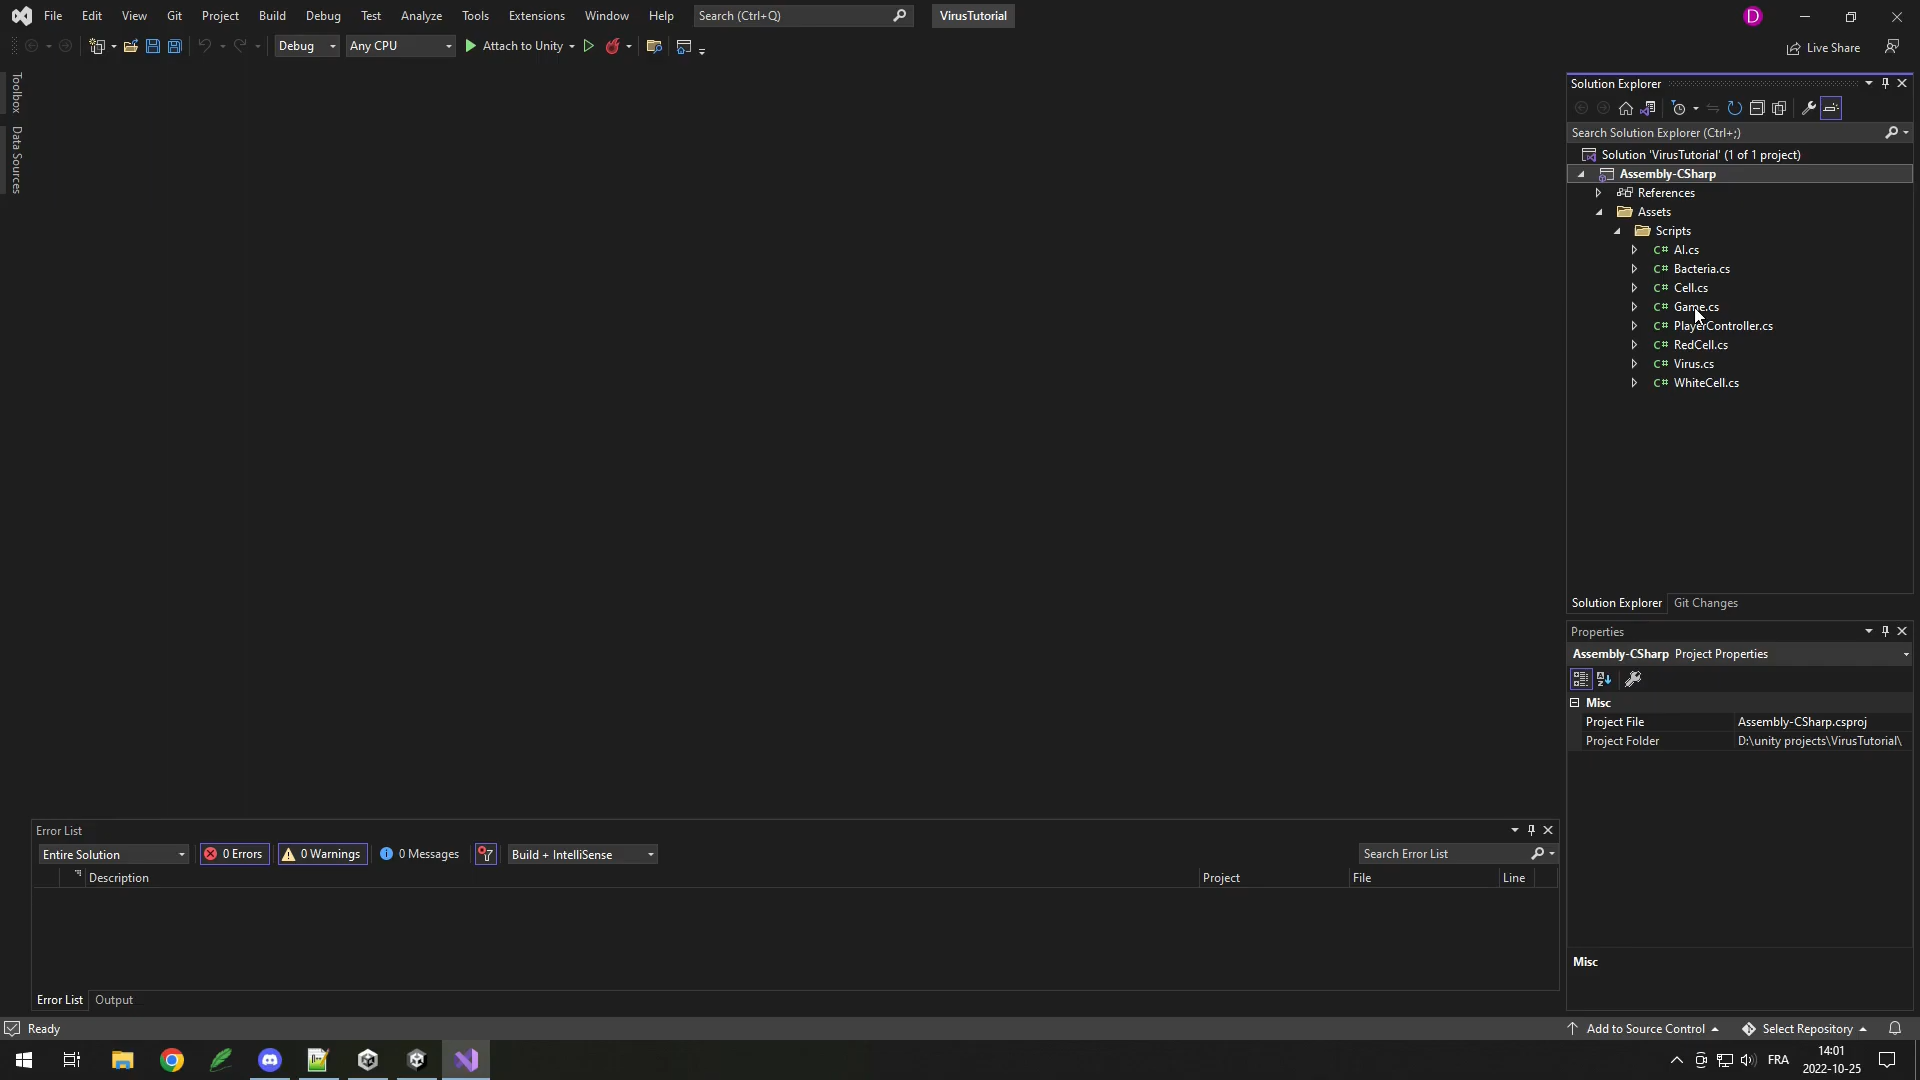 File Edit View Git Project Build Debug Test Analyze Tools Extensions Window Help Search (Ctrl+Q) VirusTutorial
D
Debug Any CPU Attach to Unity Live Share
Toolbox
Data Sources
Solution Explorer
Search Solution Explorer (Ctrl+;)
Solution 'VirusTutorial' (1 of 1 project)
Assembly-CSharp
References
Assets
Scripts
C# AI.cs
C# Bacteria.cs
C# Cell.cs
C# Game.cs
C# PlayerController.cs
C# RedCell.cs
C# Virus.cs
C# WhiteCell.cs
Solution Explorer Git Changes
Properties
Assembly-CSharp Project Properties
Misc
Project File Assembly-CSharp.csproj
Project Folder D:\unity projects\VirusTutorial\
Misc
Error List
Entire Solution 0 Errors 0 Warnings 0 Messages Build + IntelliSense Search Error List
Description Project File Line
Error List Output
Ready Add to Source Control Select Repository
FRA 14:01
2022-10-25